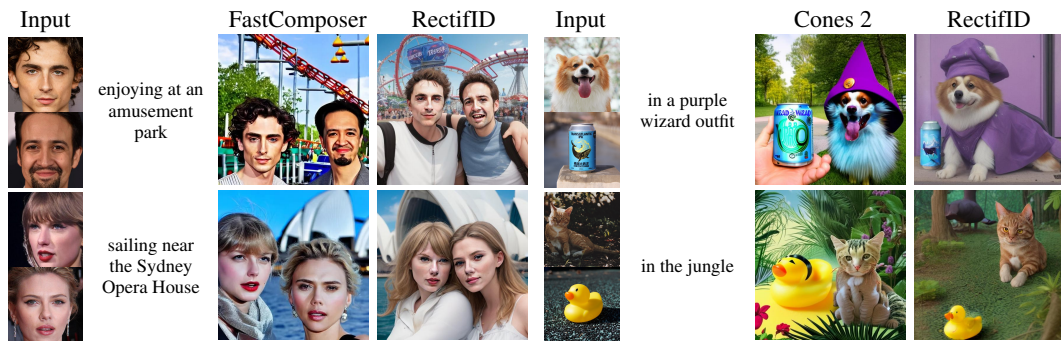 Input FastComposer RectifID Input Cones 2 RectifID
enjoying at an
amusement
park
in a purple
wizard outfit
sailing near
the Sydney
Opera House
in the jungle